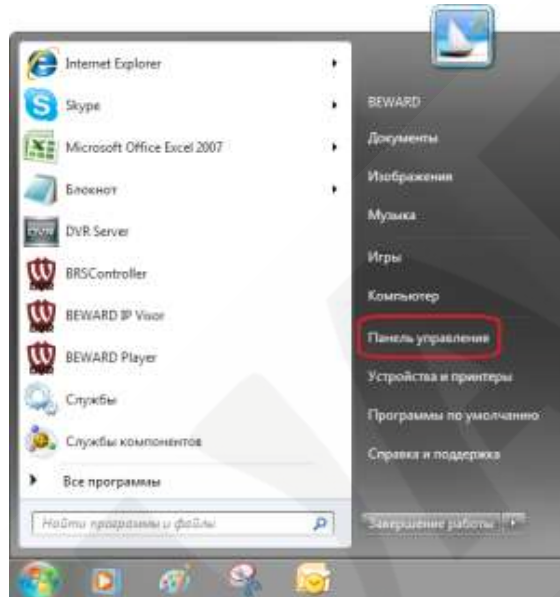 Internet Explorer
Skype
Microsoft Office Excel 2007
Блокнот
DVR Server
BRSController
BEWARD IP Visor
BEWARD Player
Службы
Службы компонентов
Все программы
Найти программы и файлы
BEWARD
Документы
Изображения
Музыка
Игры
Компьютер
Панель управления
Устройства и принтеры
Программы по умолчанию
Справка и поддержка
Завершение работы